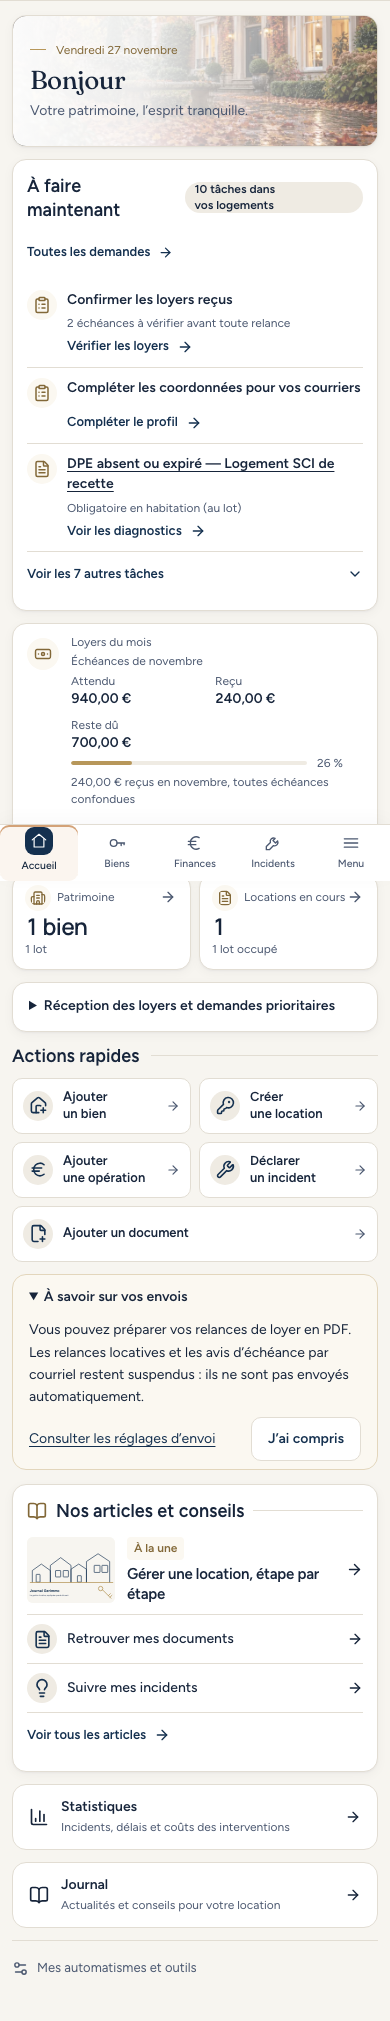 Vendredi 27 novembre
Bonjour
Votre patrimoine, l’esprit tranquille.
À faire
maintenant
10 tâches dans
vos logements
Toutes les demandes
Confirmer les loyers reçus
2 échéances à vérifier avant toute relance
Vérifier les loyers
Compléter les coordonnées pour vos courriers
Compléter le profil
DPE absent ou expiré — Logement SCI de
recette
Obligatoire en habitation (au lot)
Voir les diagnostics
Voir les 7 autres tâches
Loyers du mois
Échéances de novembre
Attendu
940,00 €
Reçu
240,00 €
Reste dû
700,00 €
26 %
240,00 € reçus en novembre, toutes échéances
confondues
Accueil
Biens
Finances
Incidents
Menu
Patrimoine
1 bien
1 lot
Locations en cours
1
1 lot occupé
Réception des loyers et demandes prioritaires
Actions rapides
Ajouter
un bien
Créer
une location
Ajouter
une opération
Déclarer
un incident
Ajouter un document
À savoir sur vos envois
Vous pouvez préparer vos relances de loyer en PDF.
Les relances locatives et les avis d’échéance par
courriel restent suspendus : ils ne sont pas envoyés
automatiquement.
Consulter les réglages d’envoi
J’ai compris
Nos articles et conseils
À la une
Gérer une location, étape par
étape
Retrouver mes documents
Suivre mes incidents
Voir tous les articles
Statistiques
Incidents, délais et coûts des interventions
Journal
Actualités et conseils pour votre location
Mes automatismes et outils